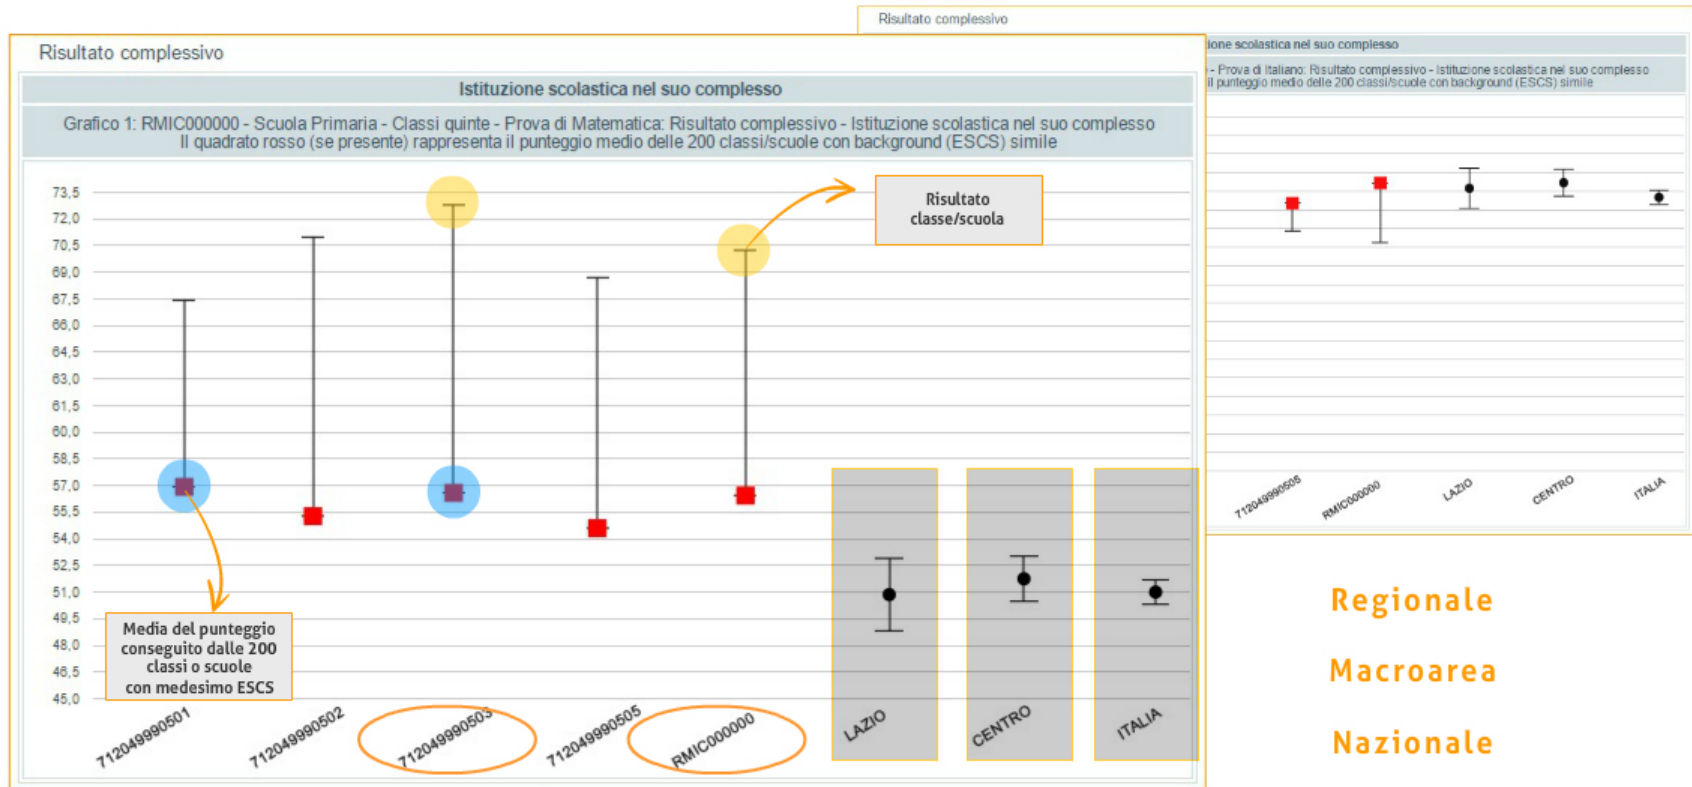 Risultato complessivo
Istituzione scolastica nel suo complesso
Grafico 1: RMIC000000 - Scuola Primaria - Classi quinte - Prova di Matematica: Risultato complessivo - Istituzione scolastica nel suo complesso
Il quadrato rosso (se presente) rappresenta il punteggio medio delle 200 classi/scuole con background (ESCS) simile
73,5
72,0
70,5
69,0
67,5
66,0
64,5
63,0
61,5
60,0
58,5
57,0
55,5
54,0
52,5
51,0
49,5
48,0
46,5
45,0
Risultato
classe/scuola
Media del punteggio
conseguito dalle 200
classi o scuole
con medesimo ESCS
712049990501
712049990502
712049990503
712049990505
RMIC000000
LAZIO
CENTRO
ITALIA
Risultato complessivo
ione scolastica nel suo complesso
- Prova di Italiano: Risultato complessivo - Istituzione scolastica nel suo complesso
il punteggio medio delle 200 classi/scuole con background (ESCS) simile
712049990505
RMIC000000
LAZIO
CENTRO
ITALIA
Regionale
Macroarea
Nazionale